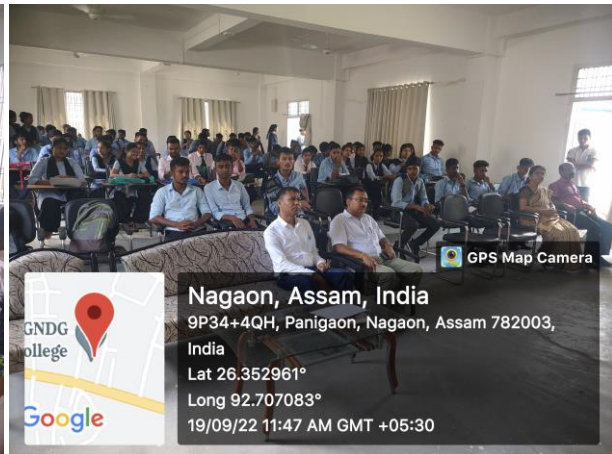 GPS Map Camera
Nagaon, Assam, India
9P34+4QH, Panigaon, Nagaon, Assam 782003,
India
Lat 26.352961°
Long 92.707083°
19/09/22 11:47 AM GMT +05:30
GNDG
ollege
Google